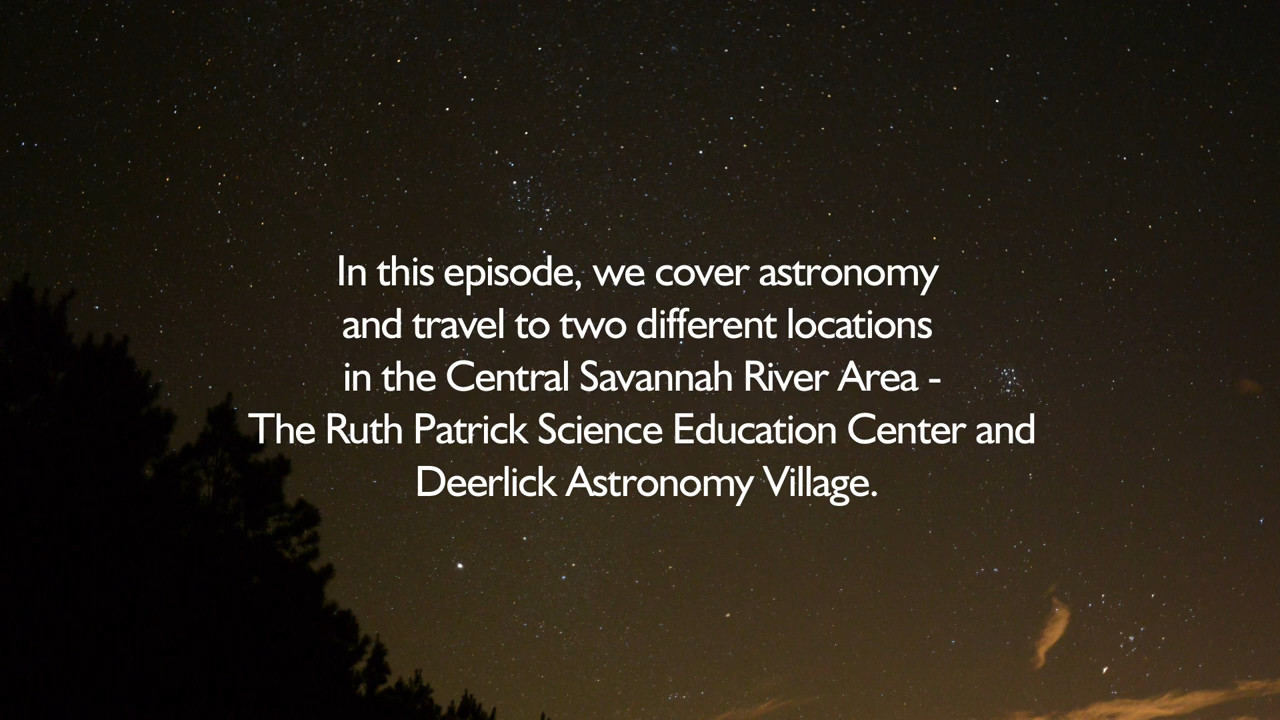 In this episode, we cover astronomy
and travel to two different locations
in the Central Savannah River Area -
The Ruth Patrick Science Education Center and
Deerlick Astronomy Village.